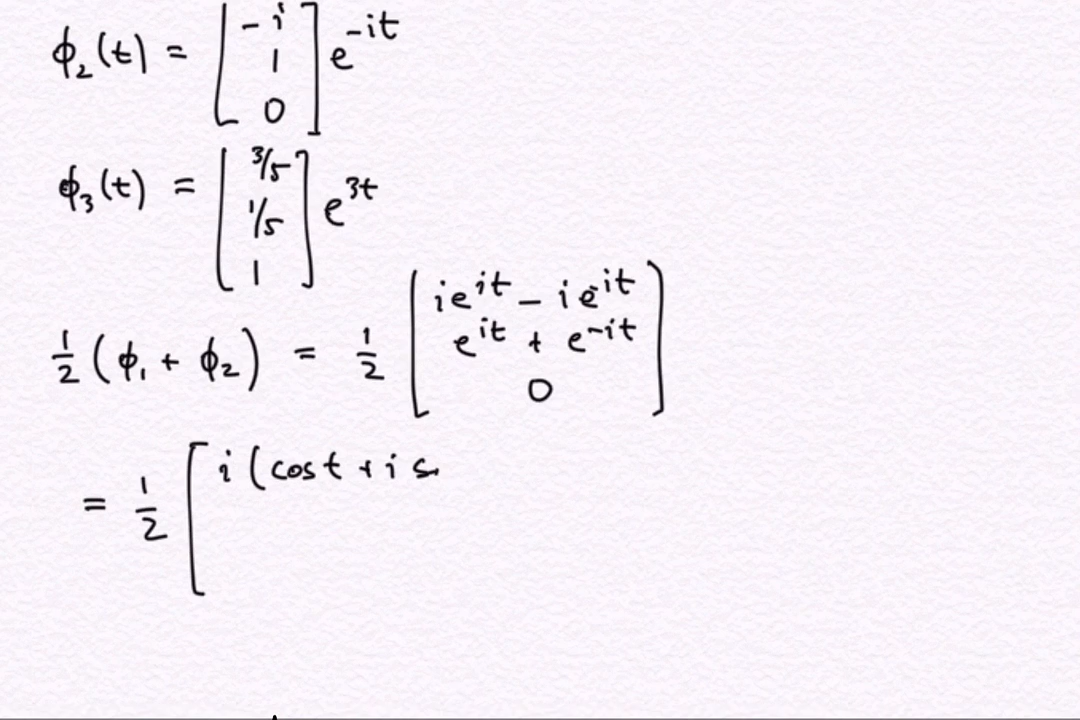 ϕ₂(t) = [ -i ; 1 ; 0 ] e^{-it}
ϕ₃(t) = [ 3/5 ; 1/5 ; 1 ] e^{3t}
1/2 (ϕ₁ + ϕ₂) = 1/2 [ ie^{it} - ie^{-it} ; e^{it} + e^{-it} ; 0 ]
= 1/2 [ i (cos t + i s